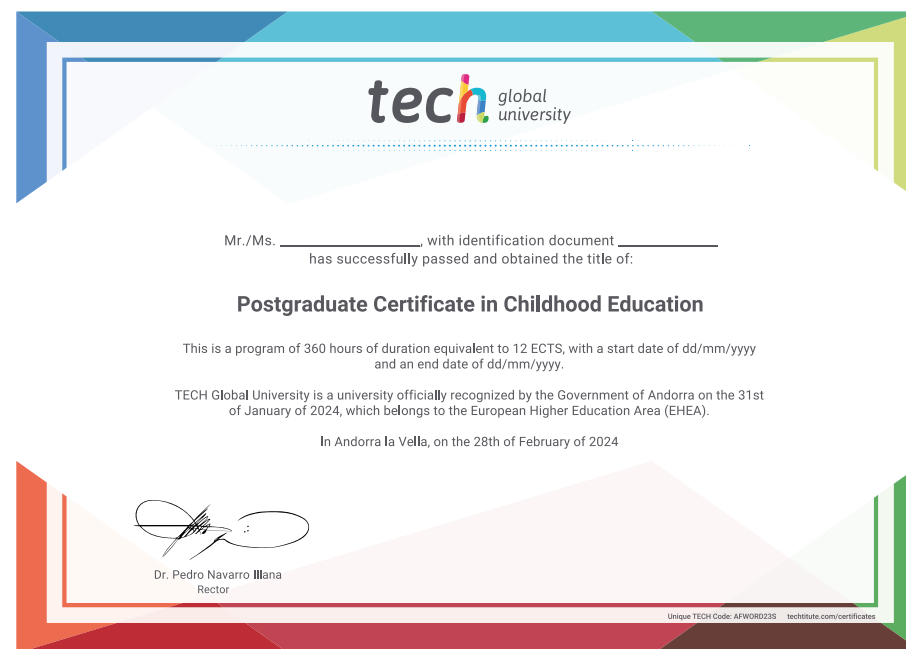 tech global
university
Mr./Ms. ____________, with identification document ____________
has successfully passed and obtained the title of:
Postgraduate Certificate in Childhood Education
This is a program of 360 hours of duration equivalent to 12 ECTS, with a start date of dd/mm/yyyy
and an end date of dd/mm/yyyy.
TECH Global University is a university officially recognized by the Government of Andorra on the 31st
of January of 2024, which belongs to the European Higher Education Area (EHEA).
In Andorra la Vella, on the 28th of February of 2024
Dr. Pedro Navarro Illana
Rector
Unique TECH Code: AFWORD23S techtitute.com/certificates